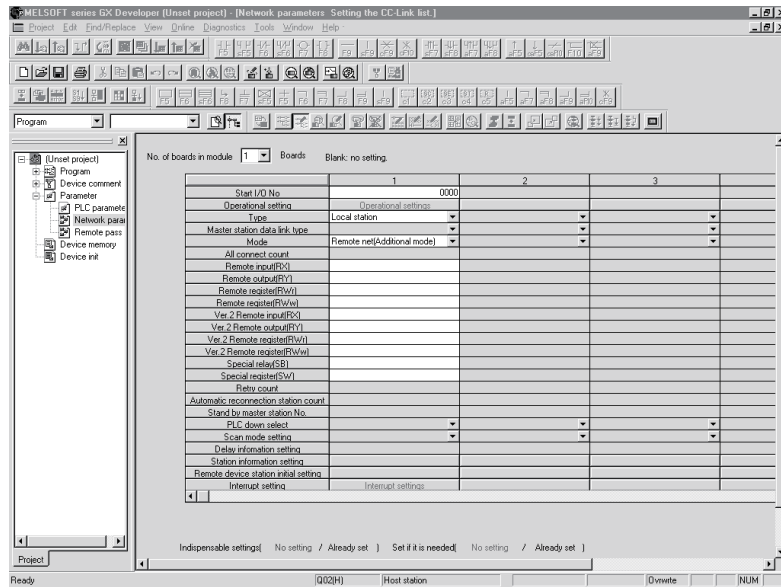 MELSOFT series GX Developer (Unset project) - [Network parameters Setting the CC-Link list.]
Project Edit Find/Replace View Online Diagnostics Tools Window Help
Program
No. of boards in module 1 Boards Blank: no setting.
(Unset project)
Program
Device comment
Parameter
PLC paramete
Network para
Remote pass
Device memory
Device init
1 2 3
Start I/O No 0000
Operational setting Operational settings
Type Local station
Master station data link type
Mode Remote net(Additional mode)
All connect count
Remote input(RX)
Remote output(RY)
Remote register(RWr)
Remote register(RWw)
Ver.2 Remote input(RX)
Ver.2 Remote output(RY)
Ver.2 Remote register(RWr)
Ver.2 Remote register(RWw)
Special relay(SB)
Special register(SW)
Retry count
Automatic reconnection station count
Stand by master station No.
PLC down select
Scan mode setting
Delay infomation setting
Station information setting
Remote device station initial setting
Interrupt setting Interrupt settings
Indispensable settings( No setting / Already set ) Set if it is needed( No setting / Already set )
Project
Ready Q02(H) Host station Ovrwrte NUM